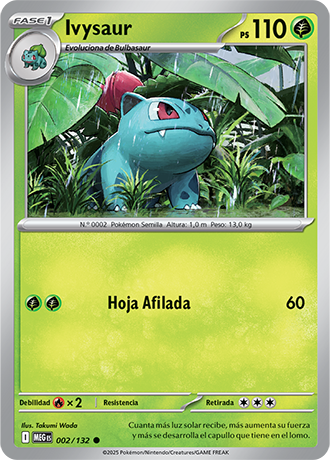 FASE 1
Ivysaur
PS 110
Evoluciona de Bulbasaur
N.º 0002 Pokémon Semilla Altura: 1,0 m Peso: 13,0 kg
Hoja Afilada 60
Debilidad ×2 Resistencia Retirada
Ilus. Takumi Wada
Cuanta más luz solar recibe, más aumenta su fuerza
y más se desarrolla el capullo que tiene en el lomo.
I MEG ES 002/132
©2025 Pokémon/Nintendo/Creatures/GAME FREAK